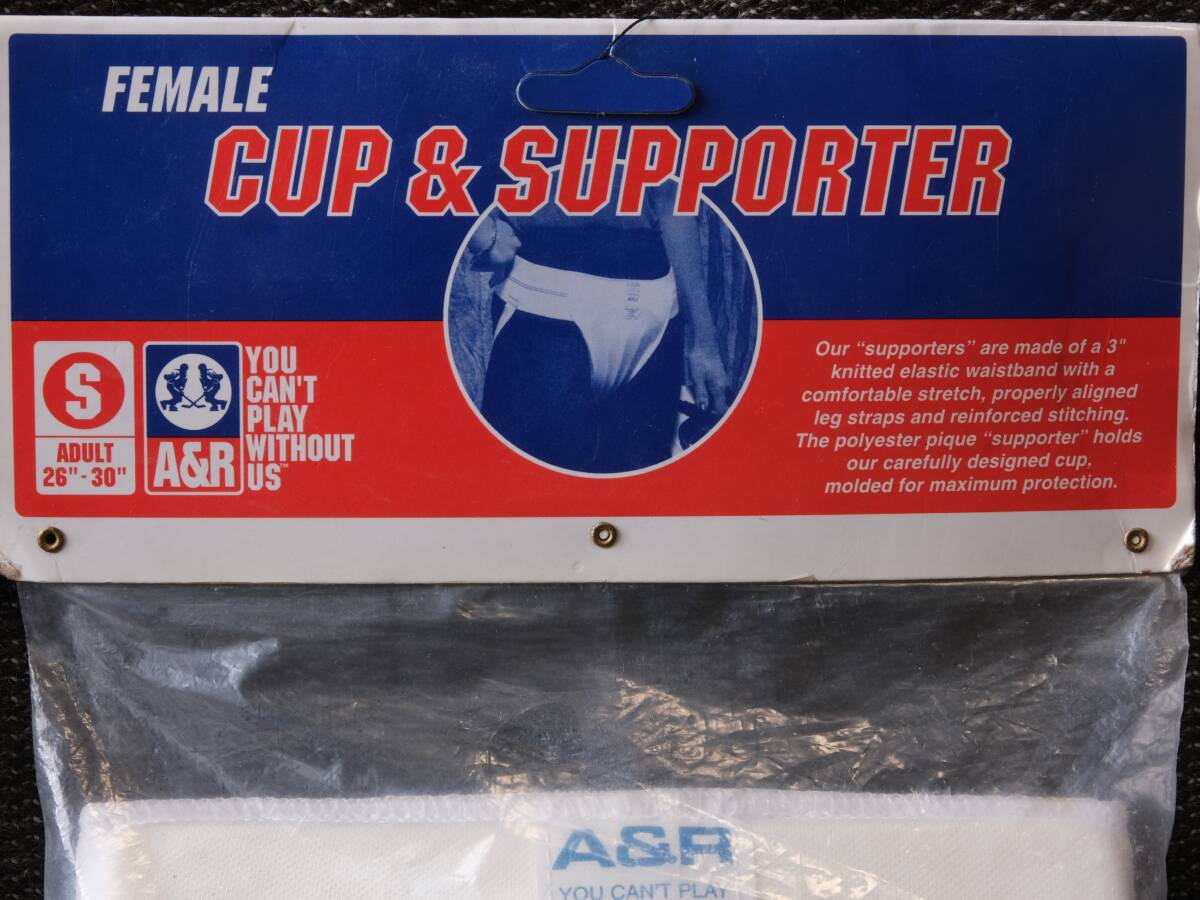 FEMALE
CUP & SUPPORTER
S
ADULT
26" - 30"
A&R
YOU
CAN'T
PLAY
WITHOUT
US™
Our “supporters” are made of a 3"
knitted elastic waistband with a
comfortable stretch, properly aligned
leg straps and reinforced stitching.
The polyester pique “supporter” holds
our carefully designed cup,
molded for maximum protection.
A&R
YOU CAN'T PLAY